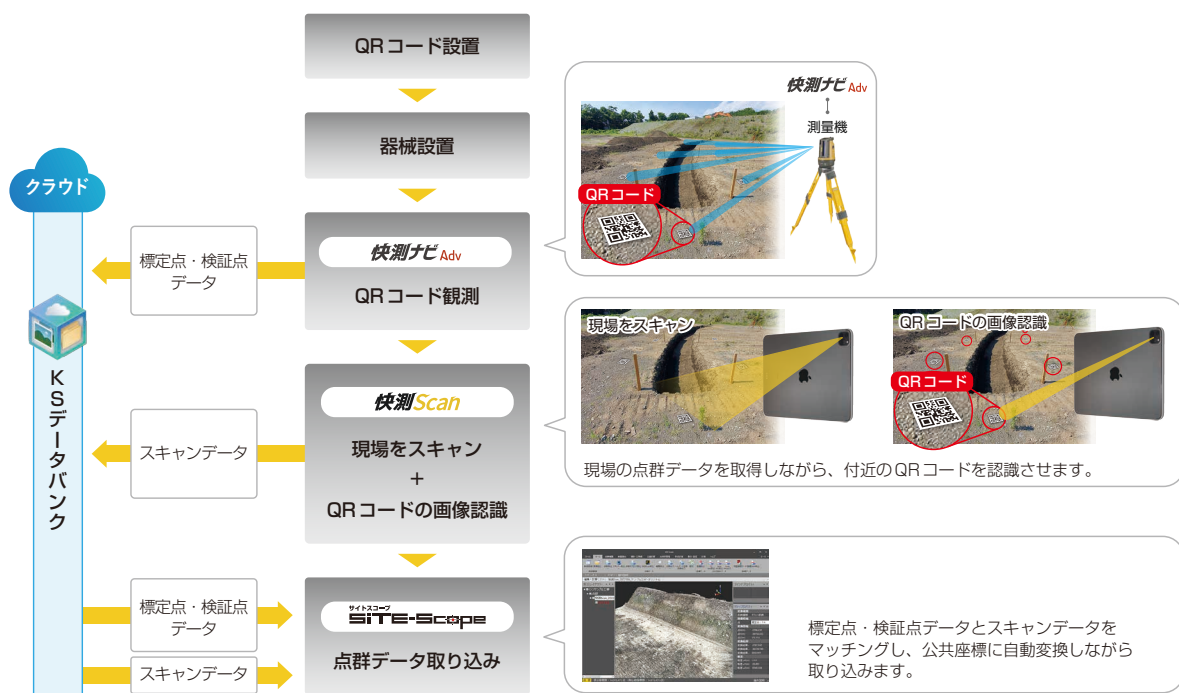 QRコード設置
器械設置
快測ナビ Adv
測量機
QRコード
クラウド
標定点・検証点
データ
快測ナビ Adv
QRコード観測
KSデータバンク
現場をスキャン
QRコードの画像認識
QRコード
スキャンデータ
快測Scan
現場をスキャン
+
QRコードの画像認識
現場の点群データを取得しながら、付近のQRコードを認識させます。
標定点・検証点
データ
スキャンデータ
サイトスコープ
SiTE-Scope
点群データ取り込み
標定点・検証点データとスキャンデータを
マッチングし、公共座標に自動変換しながら
取り込みます。